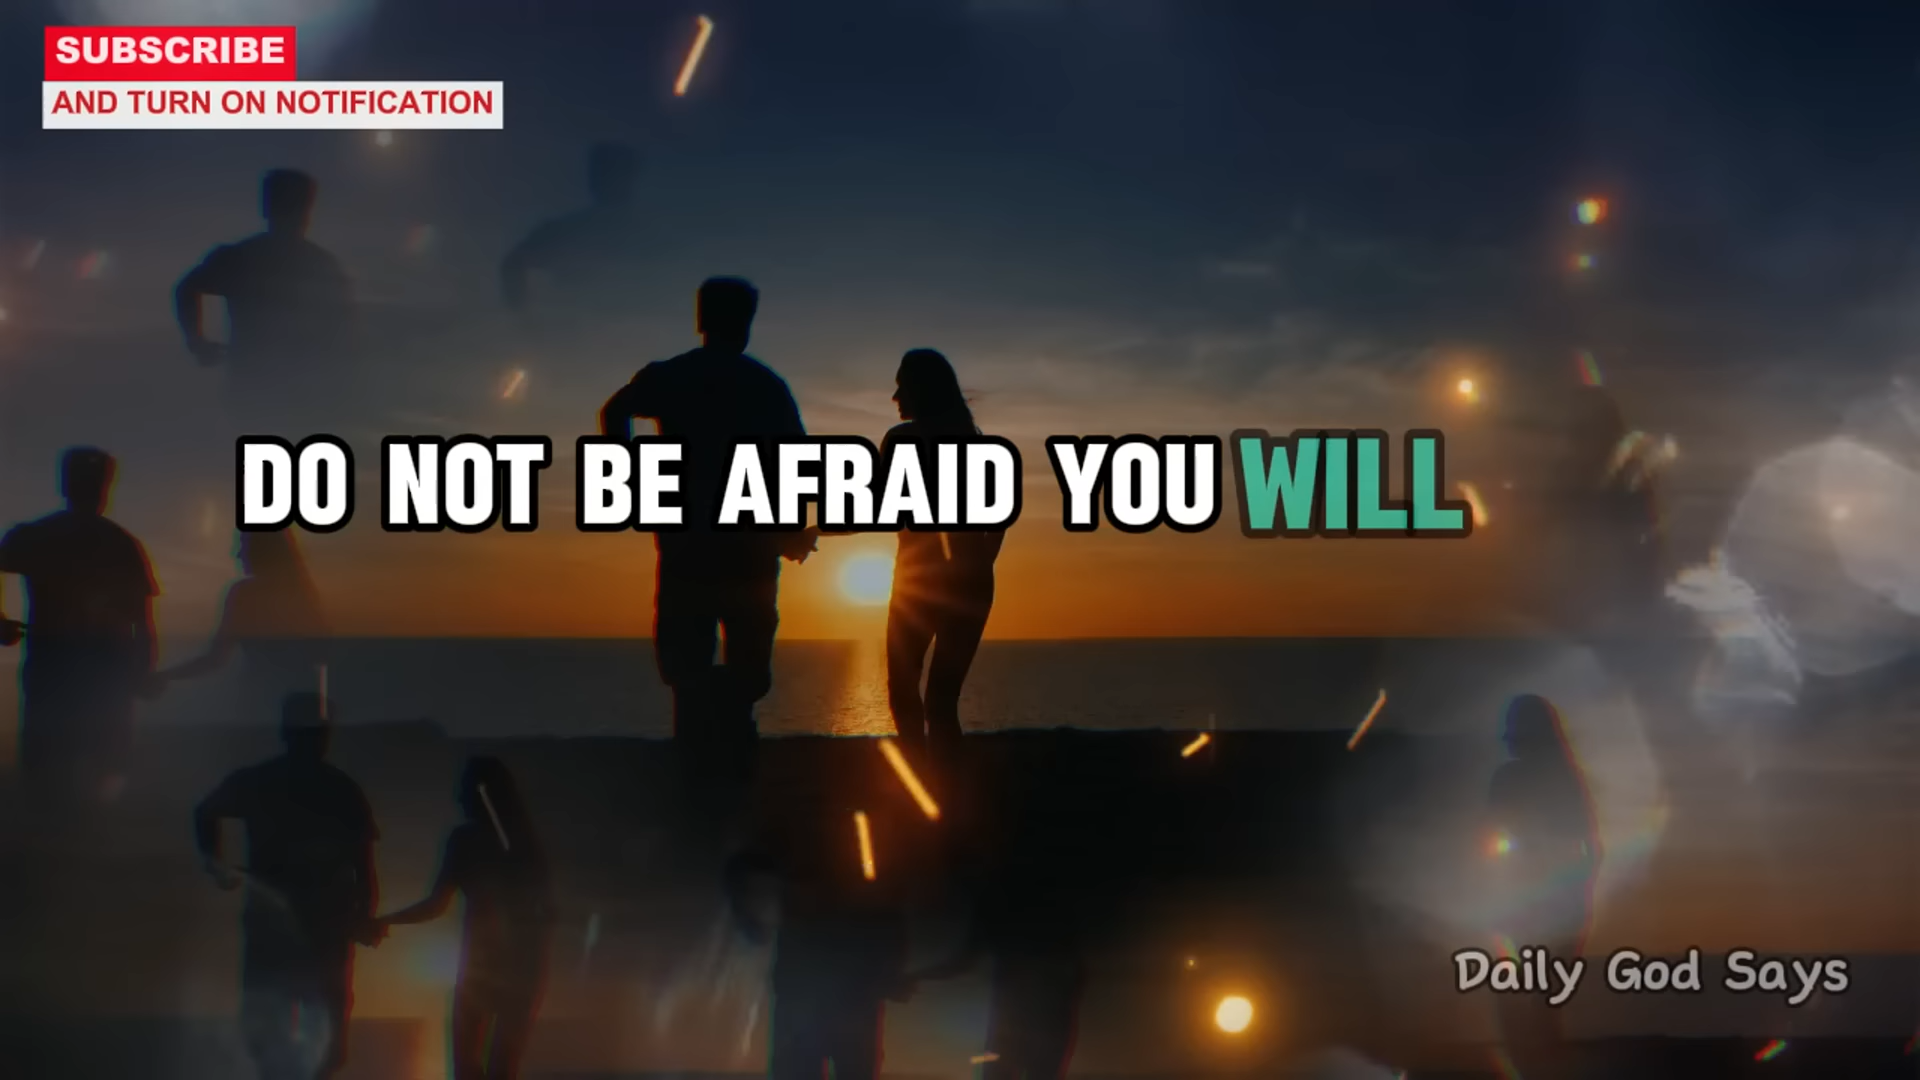 SUBSCRIBE
AND TURN ON NOTIFICATION
DO NOT BE AFRAID YOU WILL
Daily God Says